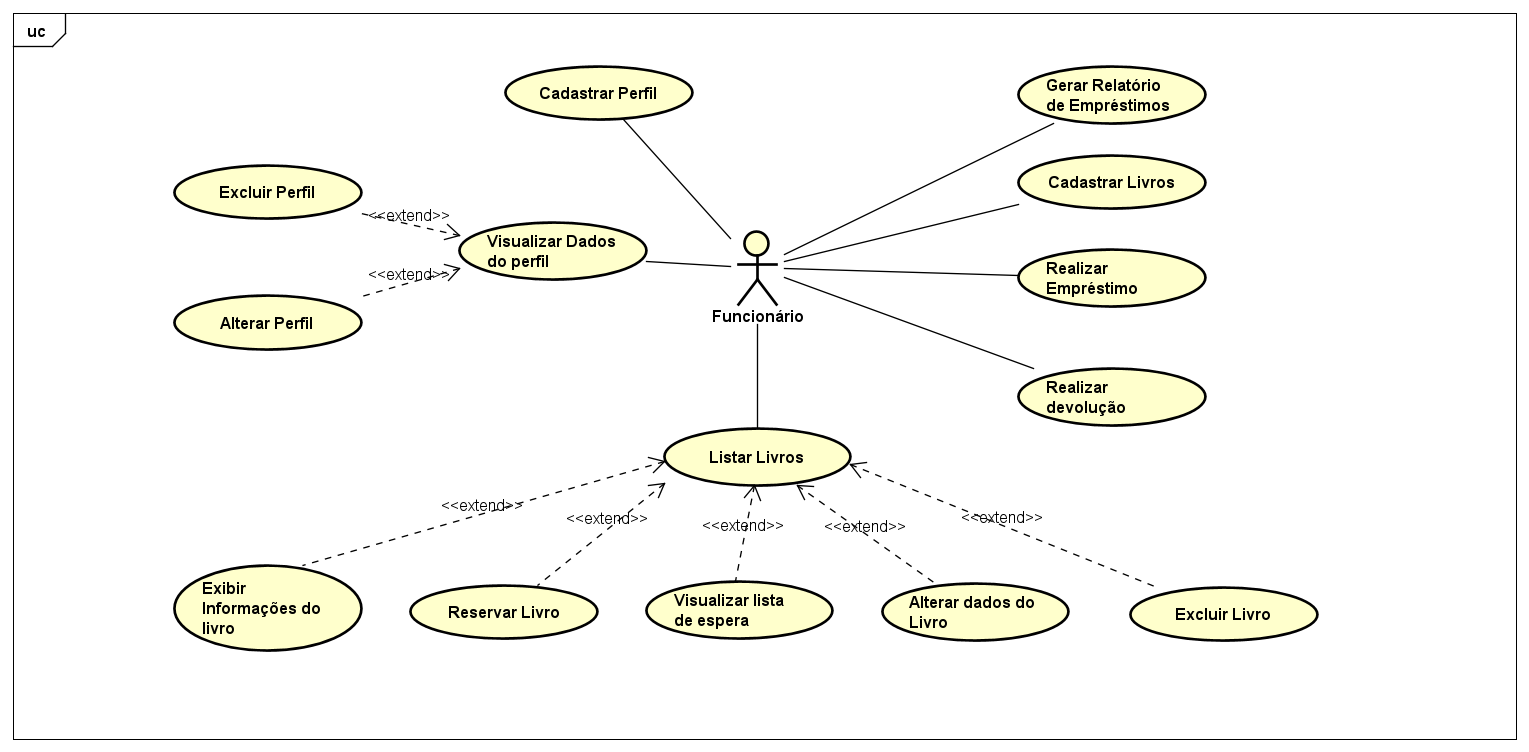 uc
Cadastrar Perfil
Gerar Relatório
de Empréstimos
Cadastrar Livros
Excluir Perfil
<<extend>>
Visualizar Dados
do perfil
<<extend>>
Alterar Perfil
Funcionário
Realizar
Empréstimo
Realizar
devolução
Listar Livros
<<extend>>
<<extend>>
<<extend>>
<<extend>>
<<extend>>
Exibir
Informações do
livro
Reservar Livro
Visualizar lista
de espera
Alterar dados do
Livro
Excluir Livro